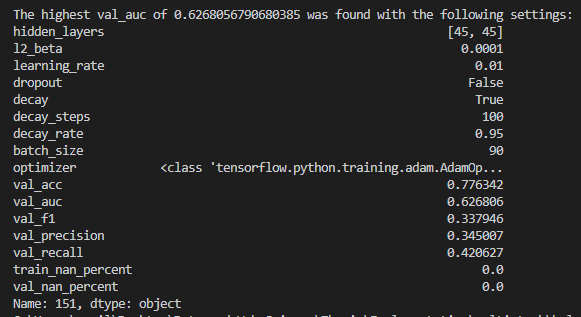 The highest val_auc of 0.6268056790680385 was found with the following settings:
hidden_layers [45, 45]
l2_beta 0.0001
learning_rate 0.01
dropout False
decay True
decay_steps 100
decay_rate 0.95
batch_size 90
optimizer <class 'tensorflow.python.training.adam.AdamOp...
val_acc 0.776342
val_auc 0.626806
val_f1 0.337946
val_precision 0.345007
val_recall 0.420627
train_nan_percent 0.0
val_nan_percent 0.0
Name: 151, dtype: object